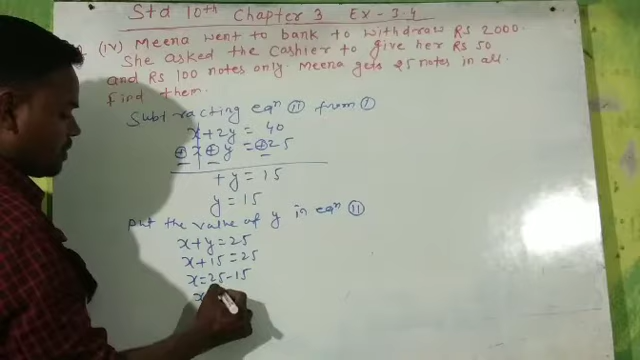 Std 10th Chapter 3 Ex-3.4
(iv) Meena went to bank to withdraw Rs 2000.
She asked the cashier to give her Rs 50
and Rs 100 notes only. Meena gets 25 notes in all.
Find them.
Subtracting eqn (II) from (I)
x+2y = 40
x + y = 25
+y = 15
y = 15
put the value of y in eqn (II)
x+y=25
x+15=25
x=25-15
x